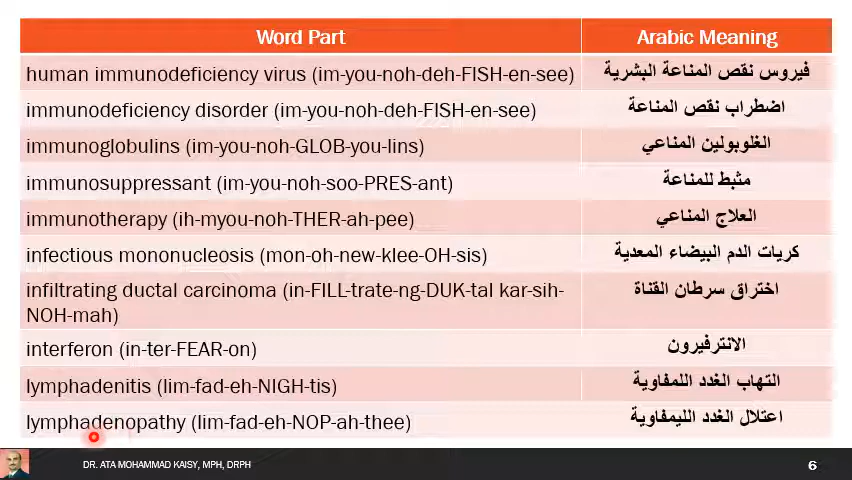 Word Part Arabic Meaning
human immunodeficiency virus (im-you-noh-deh-FISH-en-see) فيروس نقص المناعة البشرية
immunodeficiency disorder (im-you-noh-deh-FISH-en-see) اضطراب نقص المناعة
immunoglobulins (im-you-noh-GLOB-you-lins) الغلوبولين المناعي
immunosuppressant (im-you-noh-soo-PRES-ant) مثبط للمناعة
immunotherapy (ih-myou-noh-THER-ah-pee) العلاج المناعي
infectious mononucleosis (mon-oh-new-klee-OH-sis) كريات الدم البيضاء المعدية
infiltrating ductal carcinoma (in-FILL-trate-ng-DUK-tal kar-sih- اختراق سرطان القناة
NOH-mah)
interferon (in-ter-FEAR-on) الانترفيرون
lymphadenitis (lim-fad-eh-NIGH-tis) التهاب الغدد اللمفاوية
lymphadenopathy (lim-fad-eh-NOP-ah-thee) اعتلال الغدد الليمفاوية
DR. ATA MOHAMMAD KAISY, MPH, DRPH 6